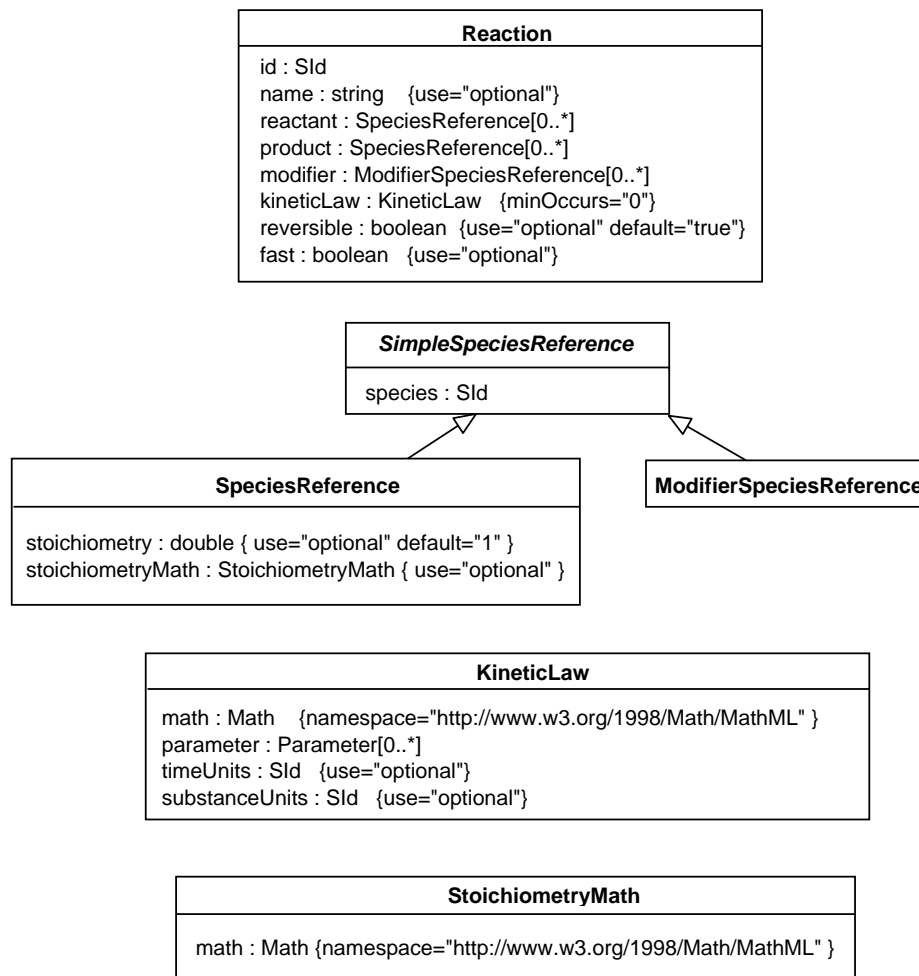 Reaction
id : SId
name : string {use="optional"}
reactant : SpeciesReference[0..*]
product : SpeciesReference[0..*]
modifier : ModifierSpeciesReference[0..*]
kineticLaw : KineticLaw {minOccurs="0"}
reversible : boolean {use="optional" default="true"}
fast : boolean {use="optional"}
SimpleSpeciesReference
species : SId
SpeciesReference
stoichiometry : double { use="optional" default="1" }
stoichiometryMath : StoichiometryMath { use="optional" }
ModifierSpeciesReference
KineticLaw
math : Math {namespace="http://www.w3.org/1998/Math/MathML" }
parameter : Parameter[0..*]
timeUnits : SId {use="optional"}
substanceUnits : SId {use="optional"}
StoichiometryMath
math : Math {namespace="http://www.w3.org/1998/Math/MathML" }